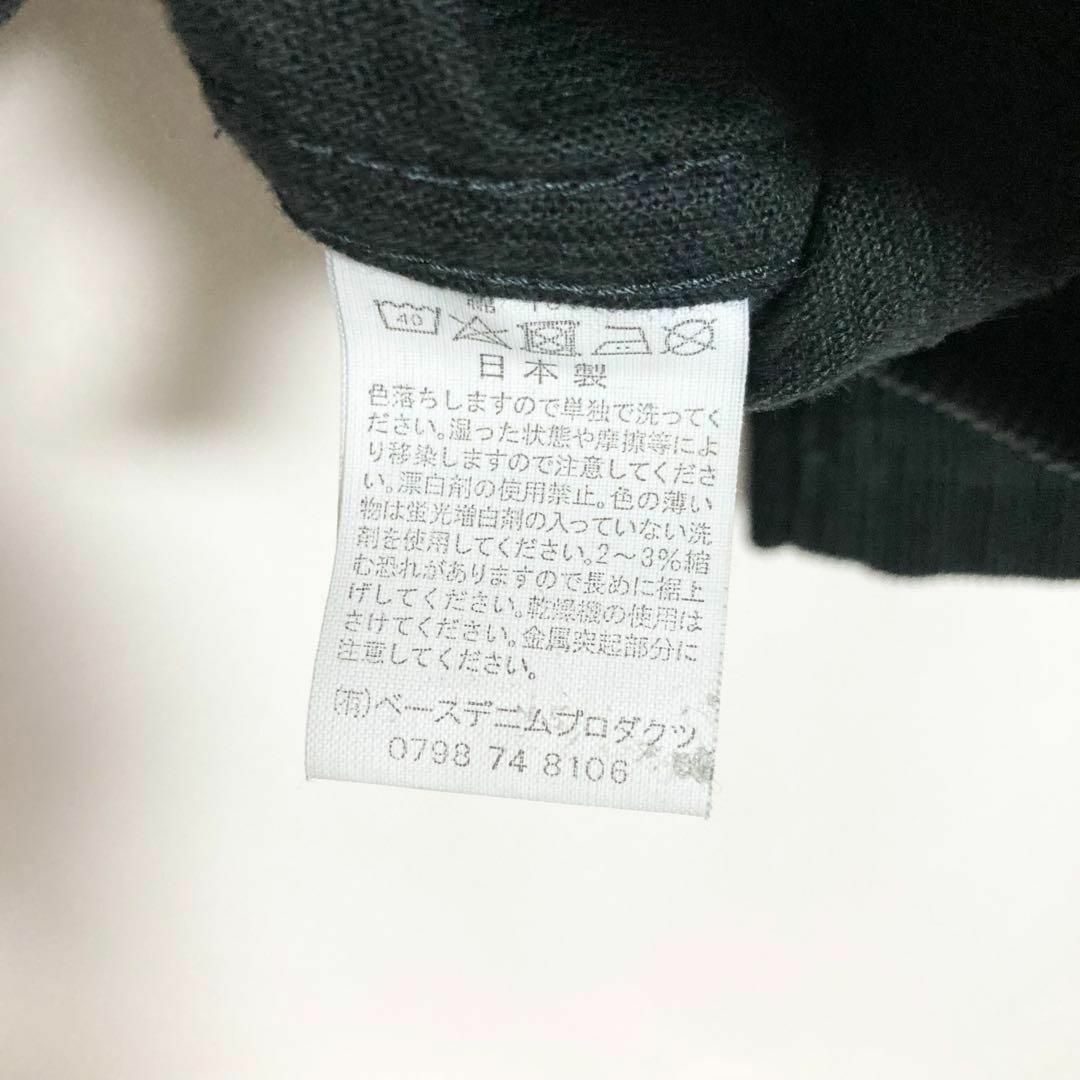 40
日本製
色落ちしますので単独で洗ってく
ださい。湿った状態や摩擦等によ
り移染しますので注意してくださ
い。漂白剤の使用禁止。色の薄い
物は蛍光増白剤の入っていない洗
剤を使用してください。2～3%縮
む恐れがありますので長めに裾上
げしてください。乾燥機の使用は
さけてください。金属突起部分に
注意してください。
(有)ベースデニムプロダクツ
0798 74 8106